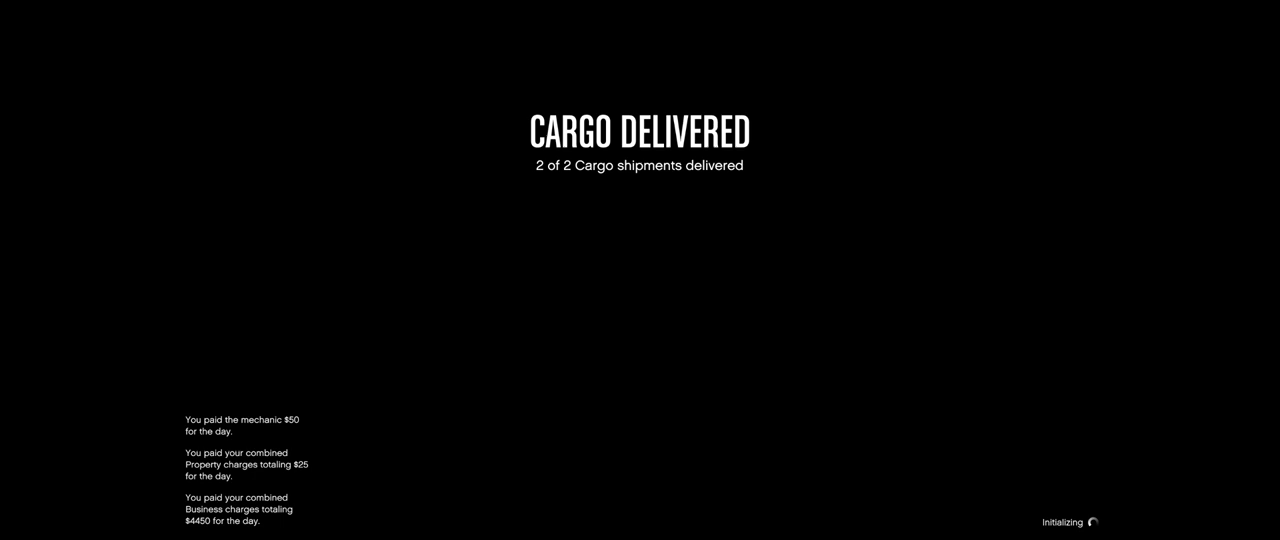 CARGO DELIVERED
2 of 2 Cargo shipments delivered
You paid the mechanic $50
for the day.
You paid your combined
Property charges totaling $25
for the day.
You paid your combined
Business charges totaling
$4450 for the day.
Initializing